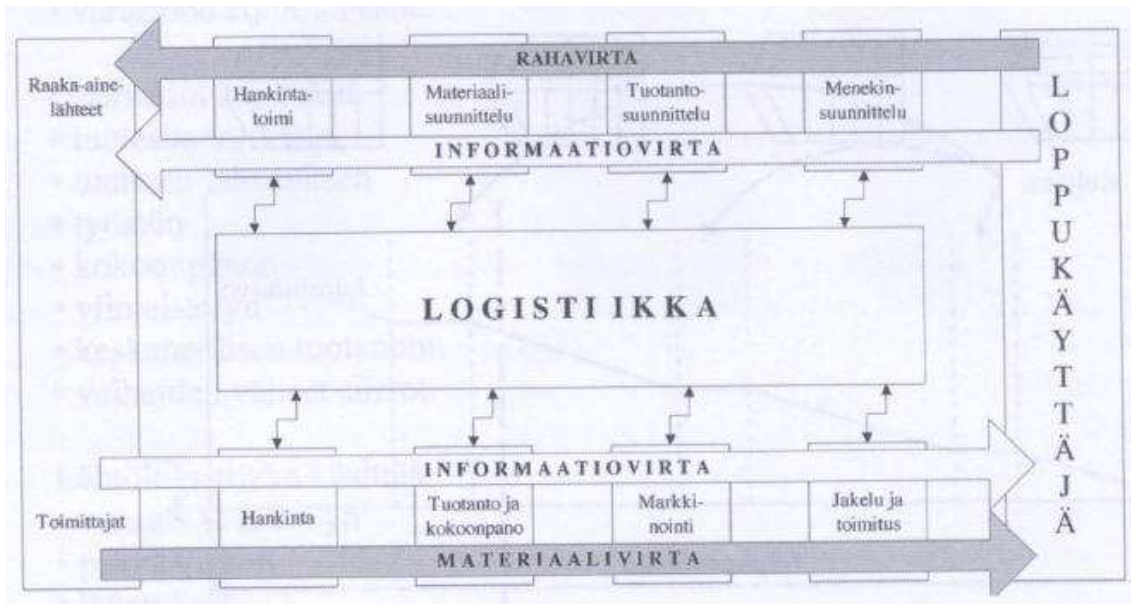 RAHAVIRTA
Raaka-aine-
lähteet
Hankinta-
toimi
Materiaali-
suunnittelu
Tuotanto-
suunnittelu
Menekin-
suunnittelu
INFORMAATIOVIRTA
LOGISTIIKKA
INFORMAATIOVIRTA
Toimittajat
Hankinta
Tuotanto ja
kokoonpano
Markki-
nointi
Jakelu ja
toimitus
MATERIAALIVIRTA
LOPPUKÄYTTÄJÄ